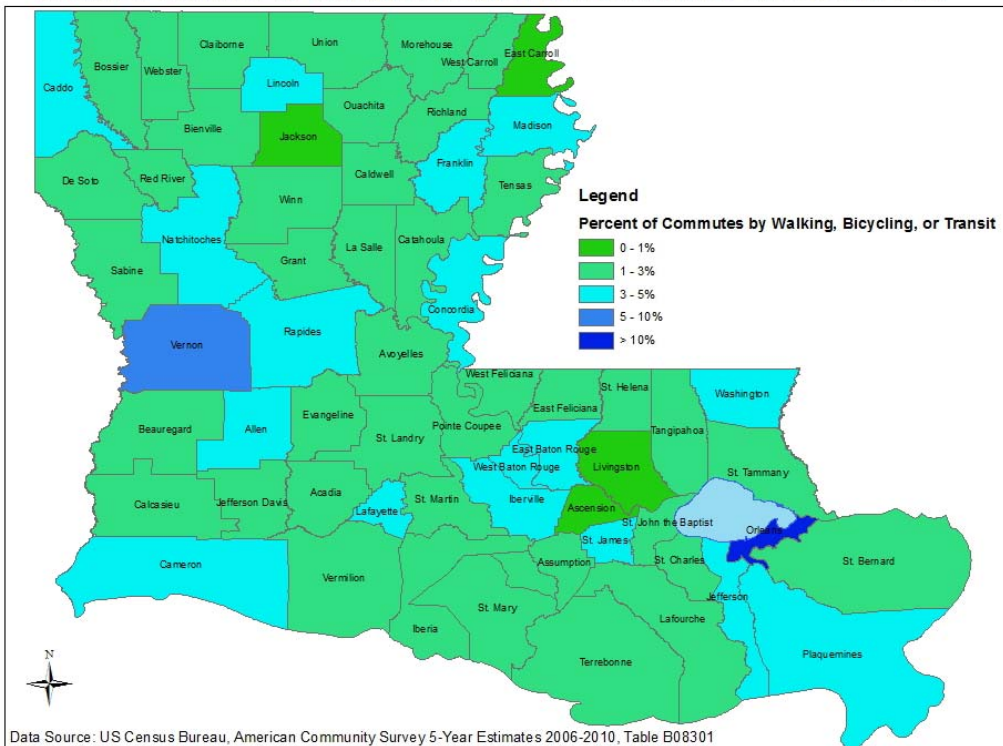 Claiborne
Union
Morehouse
West Carroll
East Carroll
Bossier
Webster
Caddo
Lincoln
Ouachita
Richland
Madison
Bienville
Jackson
Franklin
De Soto
Red River
Caldwell
Tensas
Winn
Natchitoches
La Salle
Catahoula
Sabine
Grant
Concordia
Vernon
Rapides
Avoyelles
Legend
Percent of Commutes by Walking, Bicycling, or Transit
0 - 1%
1 - 3%
3 - 5%
5 - 10%
> 10%
West Feliciana
East Feliciana
St. Helena
Washington
Beauregard
Allen
Evangeline
St. Landry
Pointe Coupee
Tangipahoa
East Baton Rouge
West Baton Rouge
Livingston
St. Tammany
Calcasieu
Jefferson Davis
Acadia
Lafayette
St. Martin
Iberville
Ascension
St. John the Baptist
Orleans
St. James
Cameron
Vermilion
Assumption
St. Charles
Jefferson
St. Bernard
St. Mary
Iberia
Lafourche
Terrebonne
Plaquemines
N
Data Source: US Census Bureau, American Community Survey 5-Year Estimates 2006-2010, Table B08301